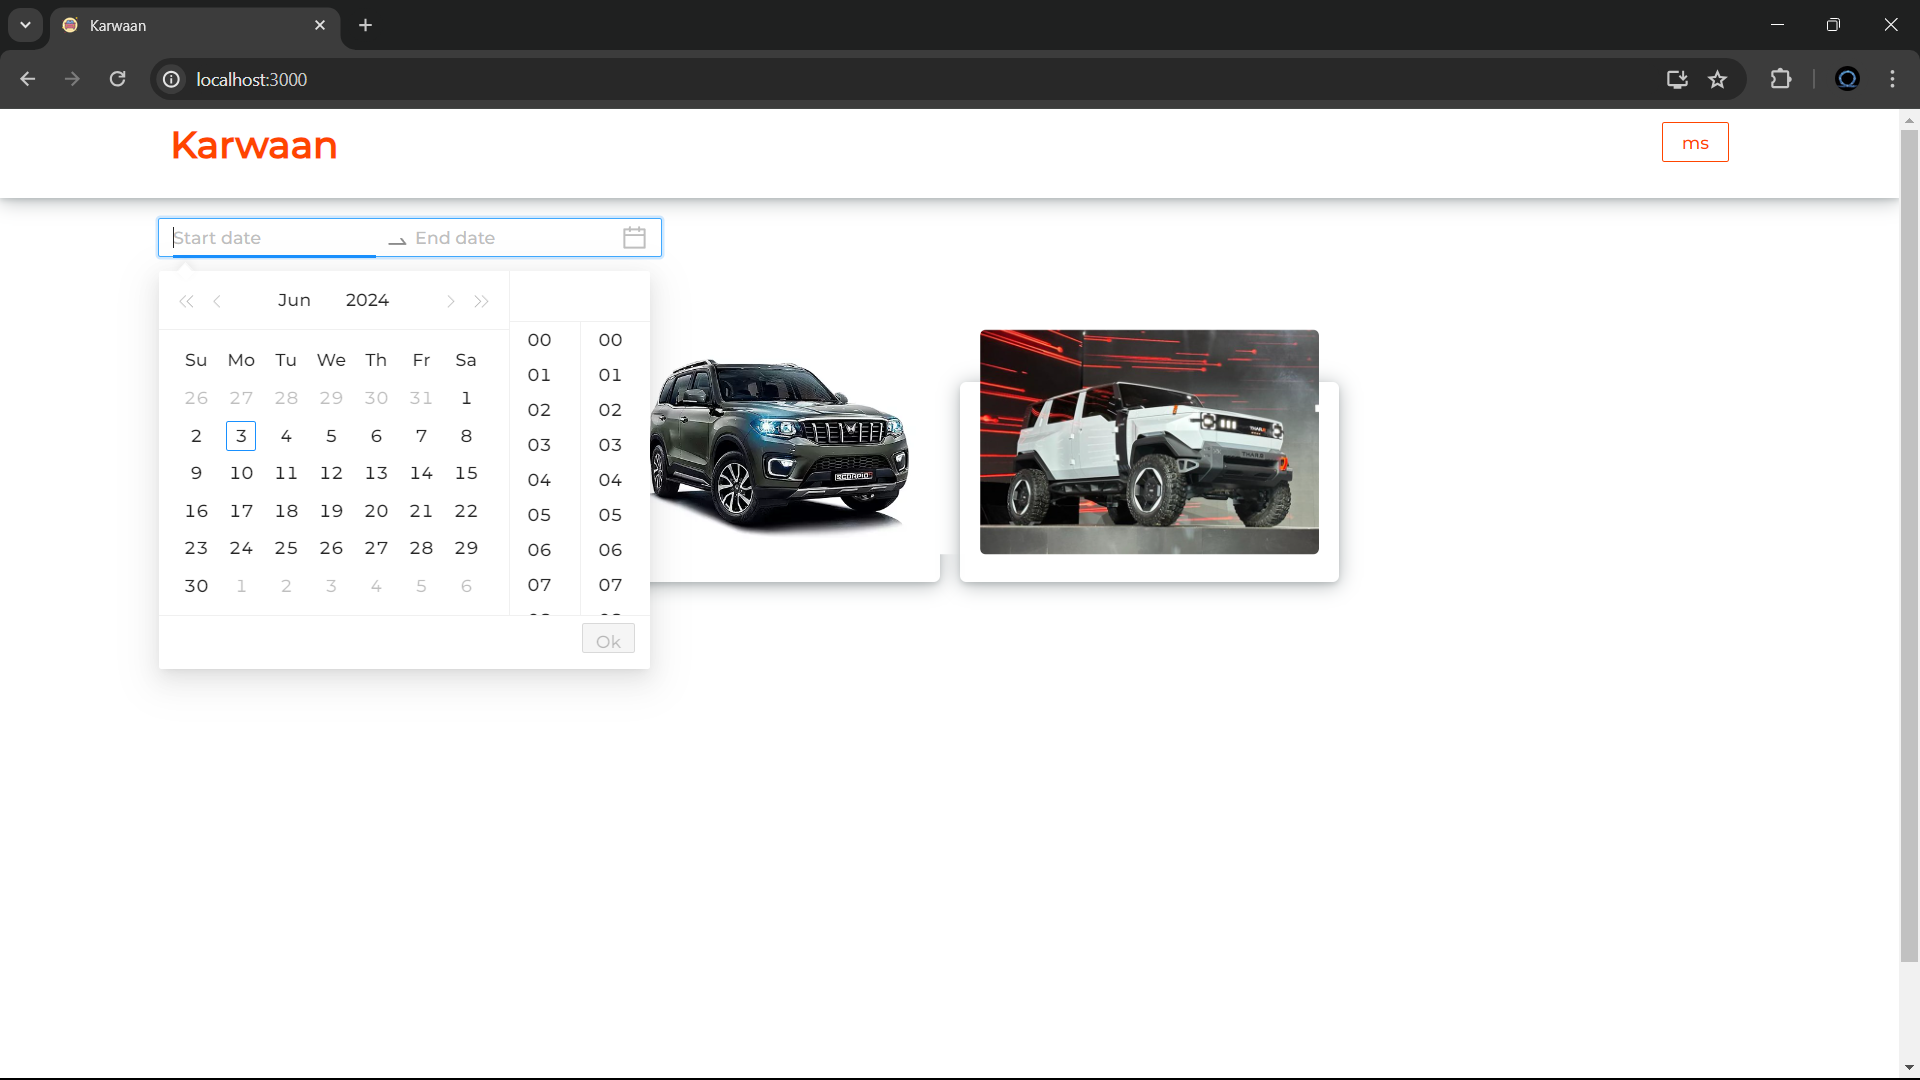 Karwaan
localhost:3000
Karwaan
ms
Start date
End date
Jun 2024
Su Mo Tu We Th Fr Sa
26 27 28 29 30 31 1
2 3 4 5 6 7 8
9 10 11 12 13 14 15
16 17 18 19 20 21 22
23 24 25 26 27 28 29
30 1 2 3 4 5 6
00 00
01 01
02 02
03 03
04 04
05 05
06 06
07 07
Ok
SCORPIO
THAR.E
THAR.E